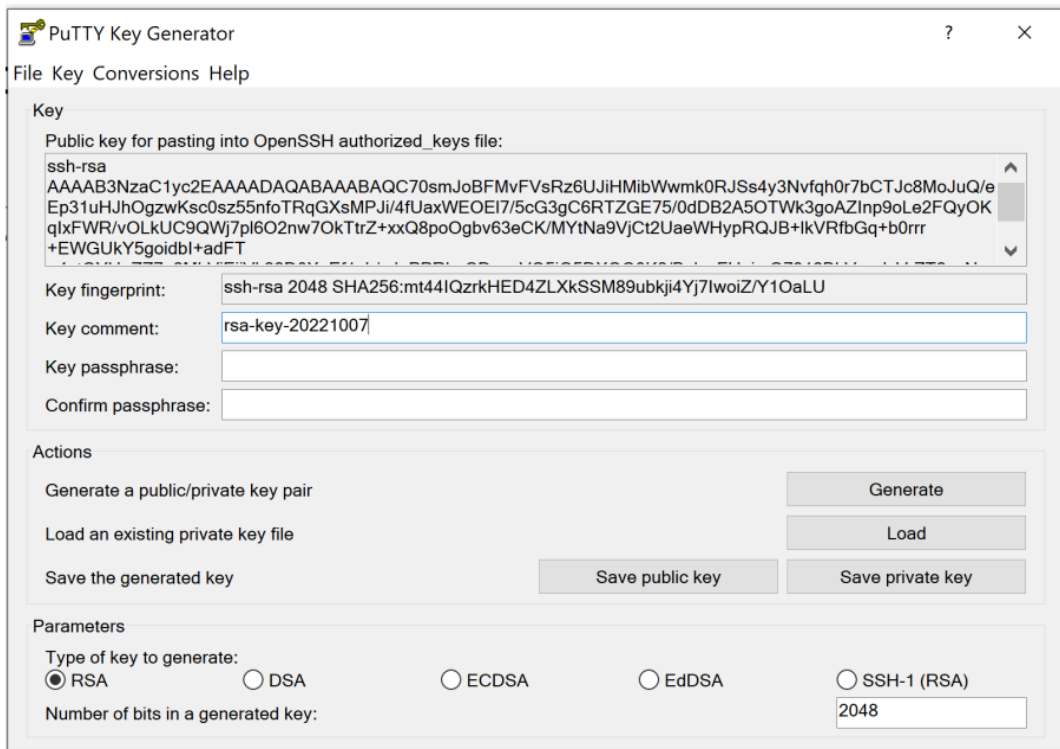 PuTTY Key Generator
?
File Key Conversions Help
Key
Public key for pasting into OpenSSH authorized_keys file:
ssh-rsa
AAAAB3NzaC1yc2EAAAADAQABAAABAQC70smJoBFMvFVsRz6UJiHMibWwmk0RJSs4y3Nvfqh0r7bCTJc8MoJuQ/e
Ep31uHJhOgzwKsc0sz55nfoTRqGXsMPJi/4fUaxWEOEl7/5cG3gC6RTZGE75/0dDB2A5OTWk3goAZInp9oLe2FQyOK
qIxFWR/vOLkUC9QWj7pl6O2nw7OkTtrZ+xxQ8poOgbv63eCK/MYtNa9VjCt2UaeWHypRQJB+IkVRfbGq+b0rrr
+EWGUkY5goidbI+adFT
Key fingerprint:
ssh-rsa 2048 SHA256:mt44IQzrkHED4ZLXkSSM89ubkji4Yj7IwoiZ/Y1OaLU
Key comment:
rsa-key-20221007
Key passphrase:
Confirm passphrase:
Actions
Generate a public/private key pair
Generate
Load an existing private key file
Load
Save the generated key
Save public key
Save private key
Parameters
Type of key to generate:
RSA DSA ECDSA EdDSA SSH-1 (RSA)
Number of bits in a generated key:
2048